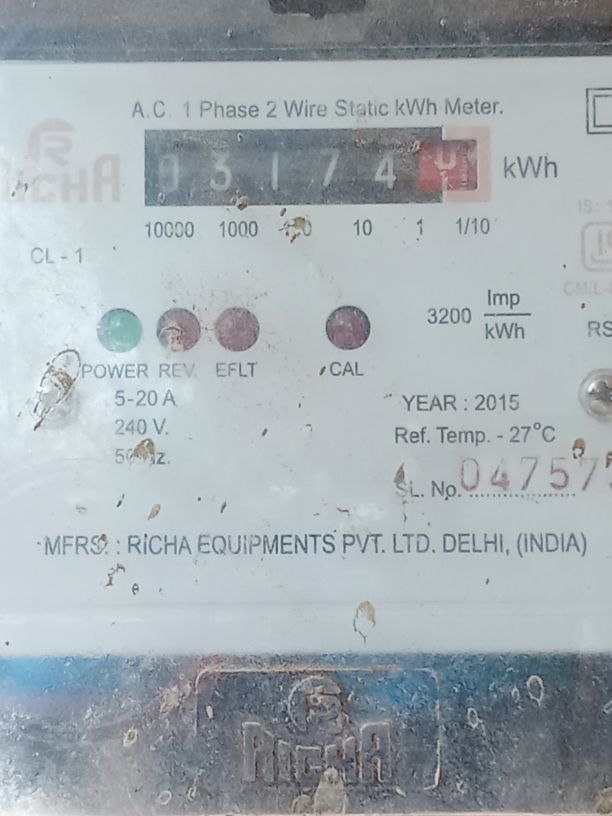 A.C. 1 Phase 2 Wire Static kWh Meter.
RICHA
03174 kWh
10000 1000 10 1 1/10
CL - 1
3200 Imp
kWh
POWER REV. EFLT CAL
5-20 A
240 V.
YEAR : 2015
Ref. Temp. - 27°C
SL. No. 04757
MFRS. : RICHA EQUIPMENTS PVT. LTD. DELHI, (INDIA)
RICHA